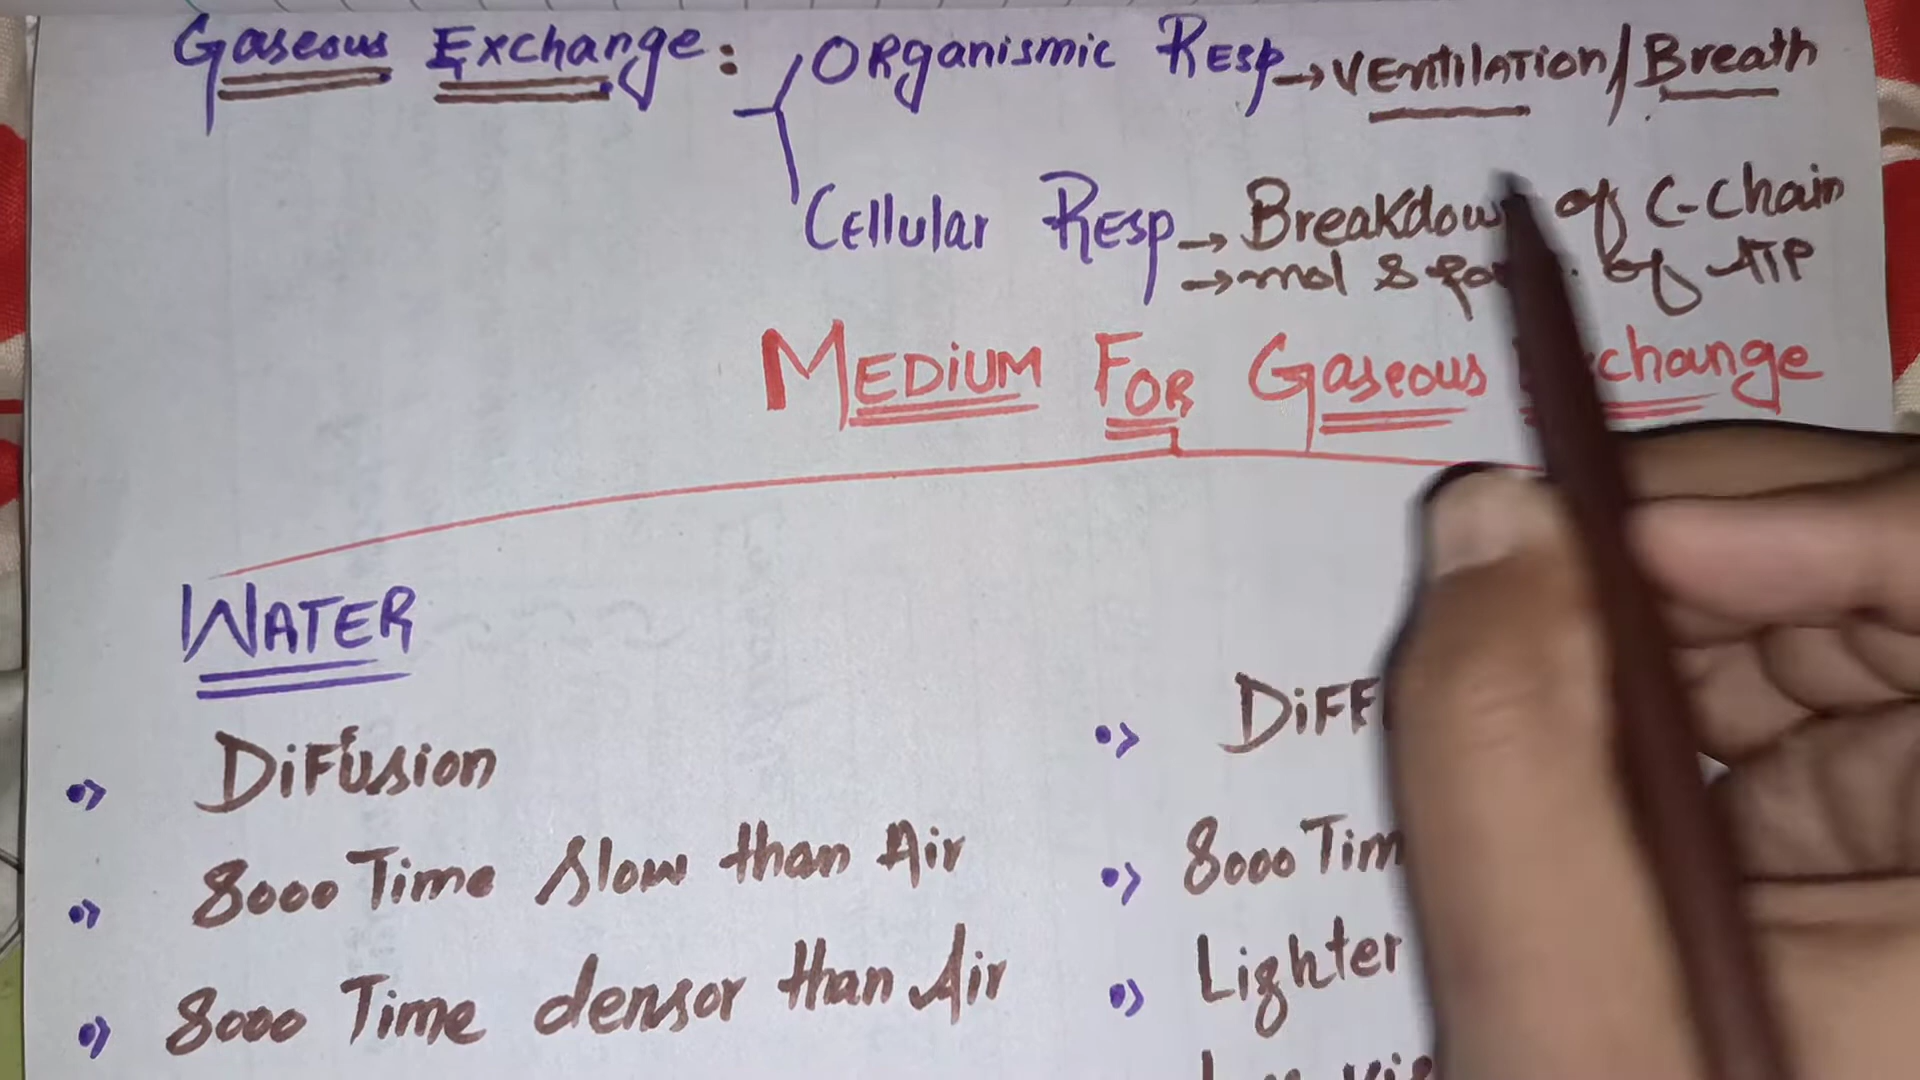 Gaseous Exchange: Organismic Resp → Ventilation / Breath
Cellular Resp → Breakdow of C-Chain
→ mol & of ATP
MEDIUM FOR Gaseous change
WATER
Difusion
8000 Time slow than Air
8000 Time densor than Air
DiFF
8000 Tim
Lighter